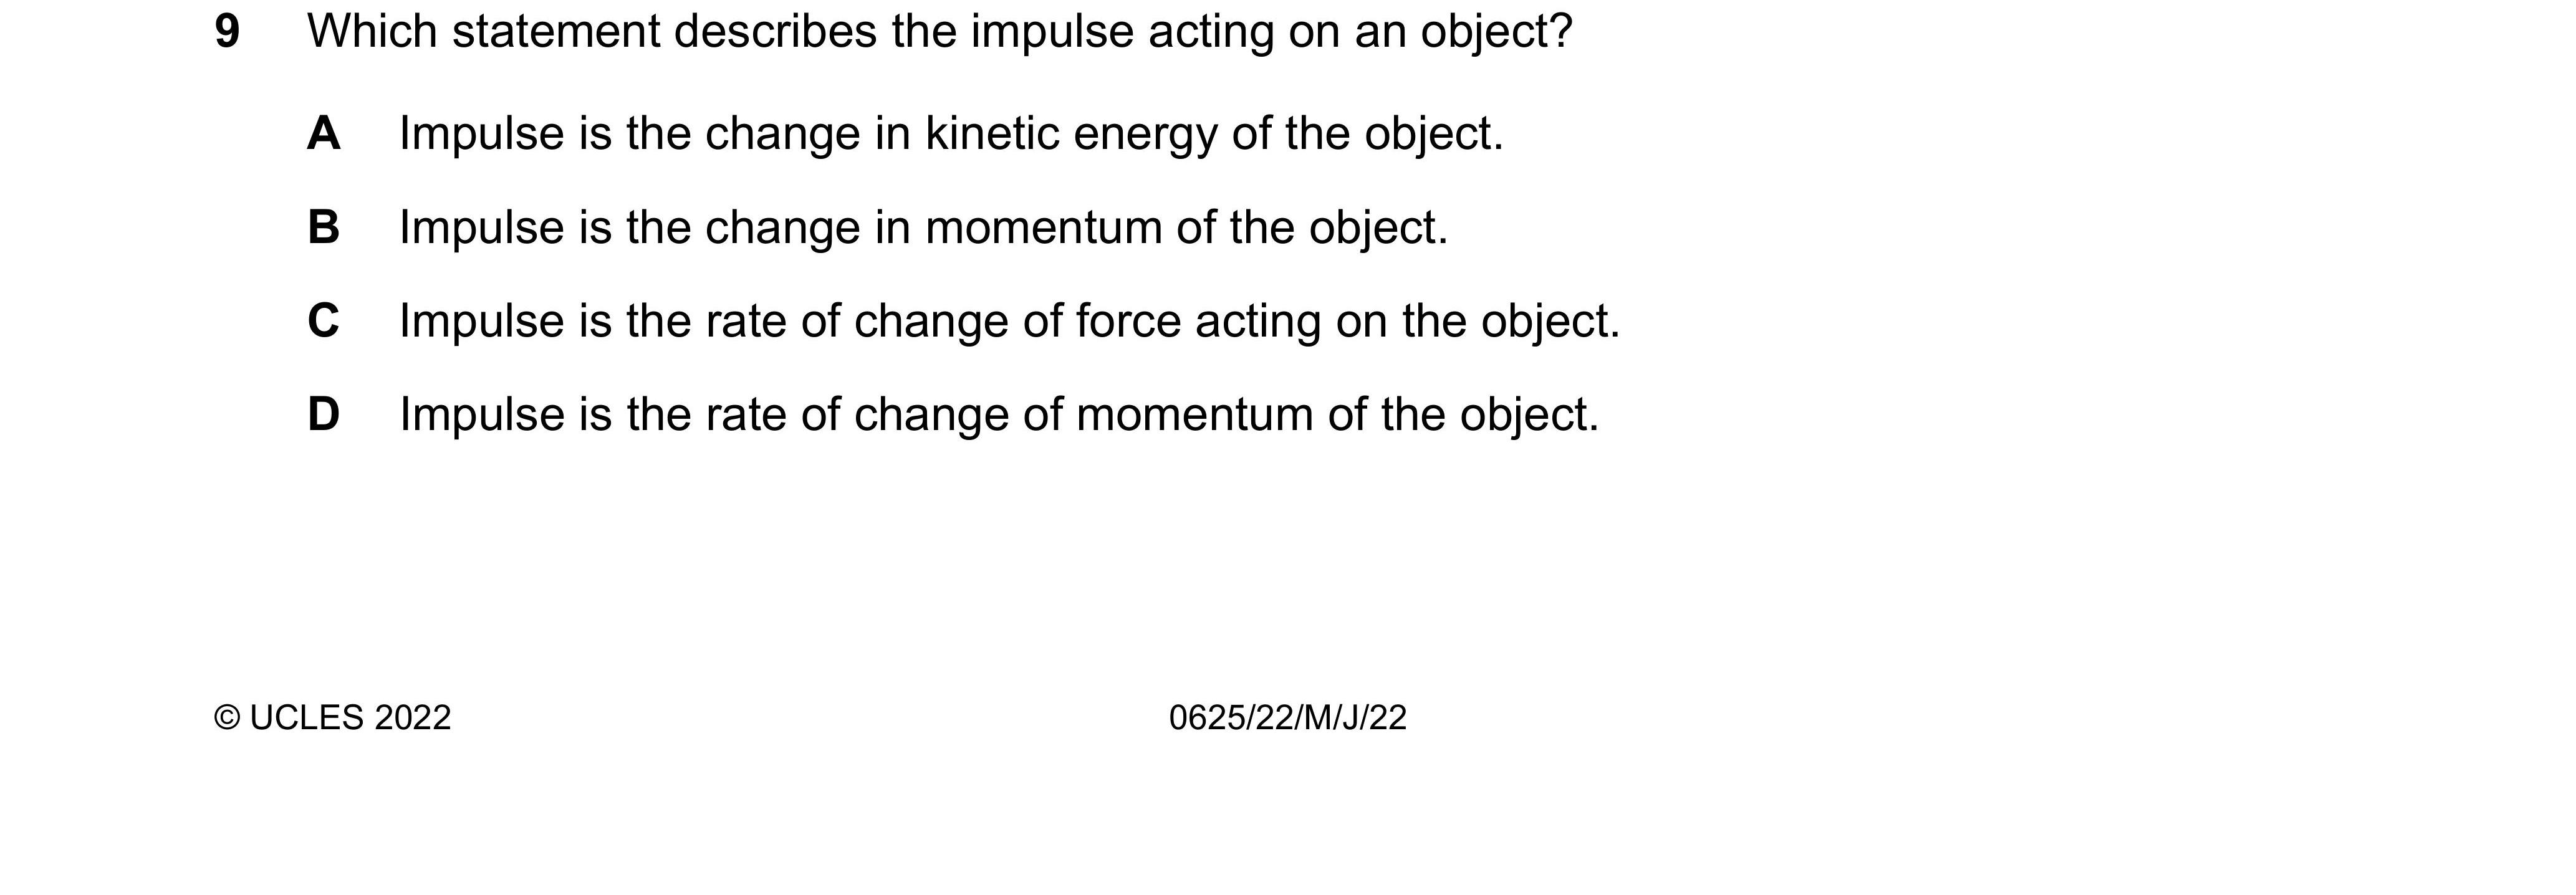 9 Which statement describes the impulse acting on an object?
A Impulse is the change in kinetic energy of the object.
B Impulse is the change in momentum of the object.
C Impulse is the rate of change of force acting on the object.
D Impulse is the rate of change of momentum of the object.
© UCLES 2022 0625/22/M/J/22